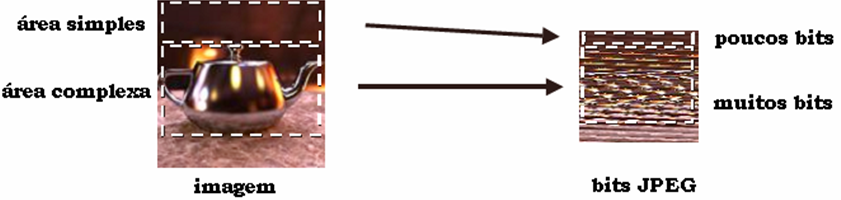 área simples
poucos bits
área complexa
muitos bits
imagem
bits JPEG